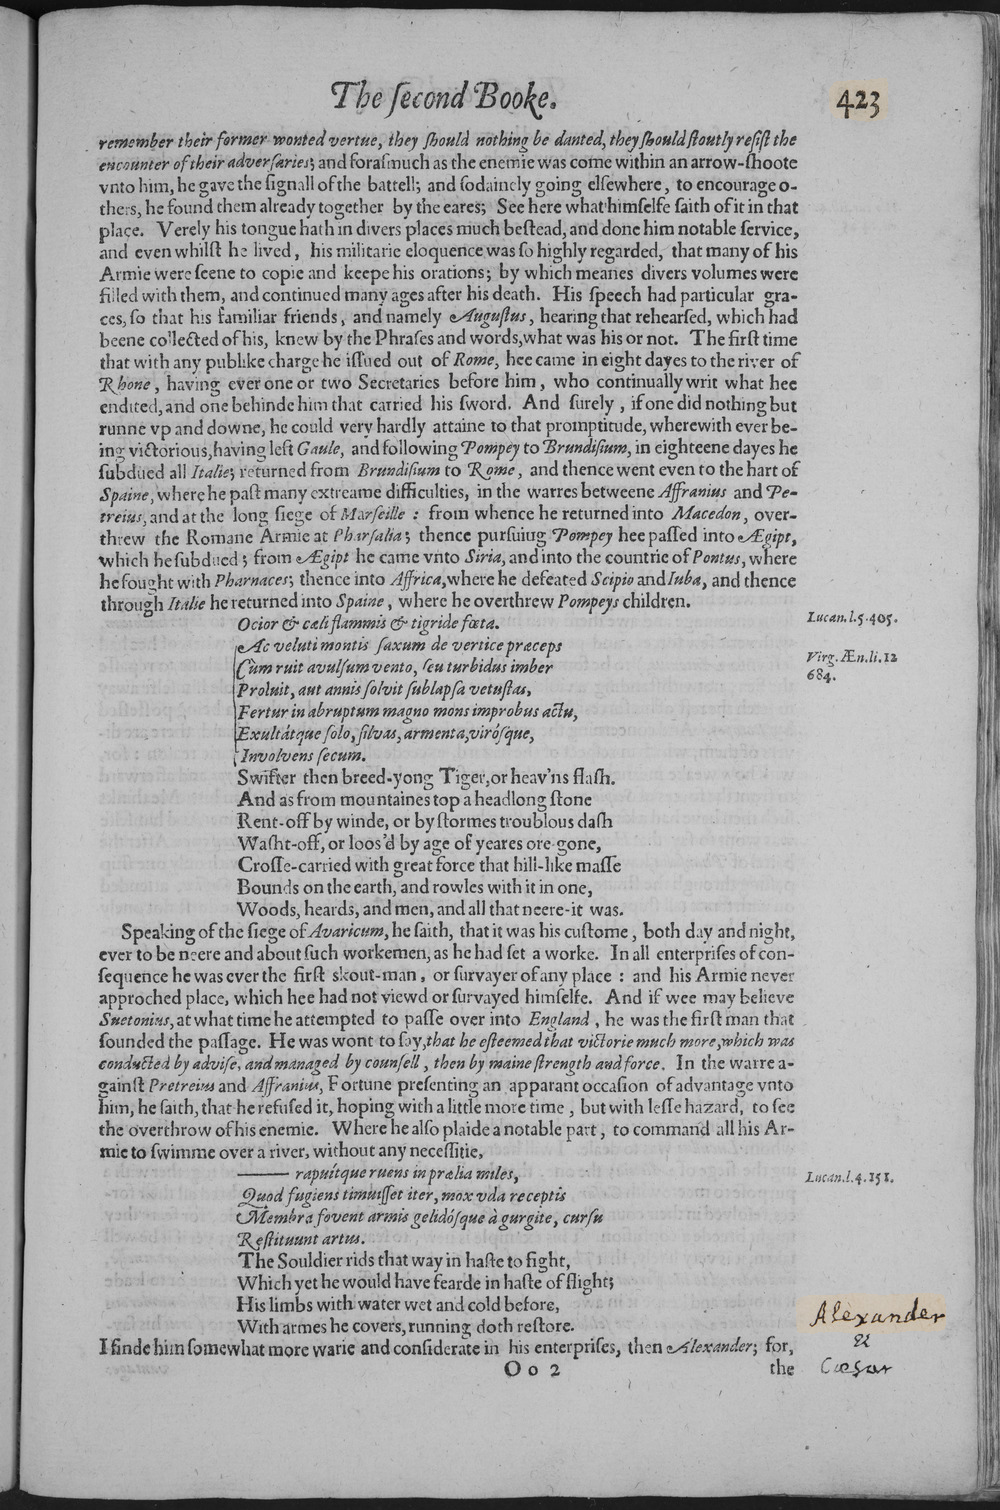 The ſecond Booke.
423
remember their former wonted vertue, they ſhould nothing be danted, they ſhould ſtoutly reſiſt the
encounter of their adverſaries; and foraſmuch as the enemie was come within an arrow-ſhoote
vnto him, he gave the ſignall of the battell; and ſodainely going elſewhere, to encourage o-
thers, he found them already together by the eares; See here what himſelfe ſaith of it in that
place. Verely his tongue hath in divers places much beſtead, and done him notable ſervice,
and even whilſt he lived, his militarie eloquence was ſo highly regarded, that many of his
Armie were ſeene to copie and keepe his orations; by which meanes divers volumes were
filled with them, and continued many ages after his death. His ſpeech had particular gra-
ces, ſo that his familiar friends, and namely Auguſtus, hearing that rehearſed, which had
beene collected of his, knew by the Phraſes and words, what was his or not. The firſt time
that with any publike charge he iſſued out of Rome, hee came in eight dayes to the river of
Rhone, having ever one or two Secretaries before him, who continually writ what hee
endited, and one behinde him that carried his ſword. And ſurely, if one did nothing but
runne vp and downe, he could very hardly attaine to that promptitude, wherewith ever be-
ing victorious, having left Gaule, and following Pompey to Brundiſium, in eighteene dayes he
ſubdued all Italie; returned from Brundiſium to Rome, and thence went even to the hart of
Spaine, where he paſt many extreame difficulties, in the warres betweene Affranius and Pe-
treius, and at the long ſiege of Marſeille: from whence he returned into Macedon, over-
threw the Romane Armie at Pharſalia; thence purſuiug Pompey hee paſſed into Ægipt,
which he ſubdued; from Ægipt he came vnto Siria, and into the countrie of Pontus, where
he fought with Pharnaces; thence into Affrica, where he defeated Scipio and Iuba, and thence
through Italie he returned into Spaine, where he overthrew Pompeys children.
Ocior & cæli flammis & tigride fœta.
Lucan. l. 5. 405.
Ac veluti montis ſaxum de vertice præceps
Cùm ruit avulſum vento, ſeu turbidus imber
Virg. Æn. li. 12
684.
Proluit, aut annis ſolvit ſublapſa vetuſtas,
Fertur in abruptum magno mons improbus actu,
Exultátque ſolo, ſilvas, armenta, viróſque,
Involvens ſecum.
Swifter then breed-yong Tiger, or heav'ns flaſh.
And as from mountaines top a headlong ſtone
Rent-off by winde, or by ſtormes troublous daſh
Waſht-off, or loos'd by age of yeares ore-gone,
Croſſe-carried with great force that hill-like maſſe
Bounds on the earth, and rowles with it in one,
Woods, heards, and men, and all that neere-it was.
Speaking of the ſiege of Avaricum, he ſaith, that it was his cuſtome, both day and night,
ever to be neere and about ſuch workemen, as he had ſet a worke. In all enterpriſes of con-
ſequence he was ever the firſt skout-man, or ſurvayer of any place: and his Armie never
approched place, which hee had not viewd or ſurvayed himſelfe. And if wee may believe
Suetonius, at what time he attempted to paſſe over into England, he was the firſt man that
ſounded the paſſage. He was wont to ſay, that he eſteemed that victorie much more, which was
conducted by adviſe, and managed by counſell, then by maine ſtrength aud force. In the warre a-
gainſt Pretreius and Affranius, Fortune preſenting an apparant occaſion of advantage vnto
him, he ſaith, that he refuſed it, hoping with a little more time, but with leſſe hazard, to ſee
the overthrow of his enemie. Where he alſo plaide a notable part, to command all his Ar-
mie to ſwimme over a river, without any neceſſitie,
—— rapuítque ruens in prælia miles,
Lucan. l. 4. 151.
Quod fugiens timuiſſet iter, mox vda receptis
Membra fovent armis gelidóſque à gurgite, curſu
Reſtituunt artus.
The Souldier rids that way in haſte to fight,
Which yet he would have fearde in haſte of flight;
His limbs with water wet and cold before,
With armes he covers, running doth reſtore.
I finde him ſomewhat more warie and conſiderate in his enterpriſes, then Alexander; for,
Oo 2
the
Alexander
&
Cæsar